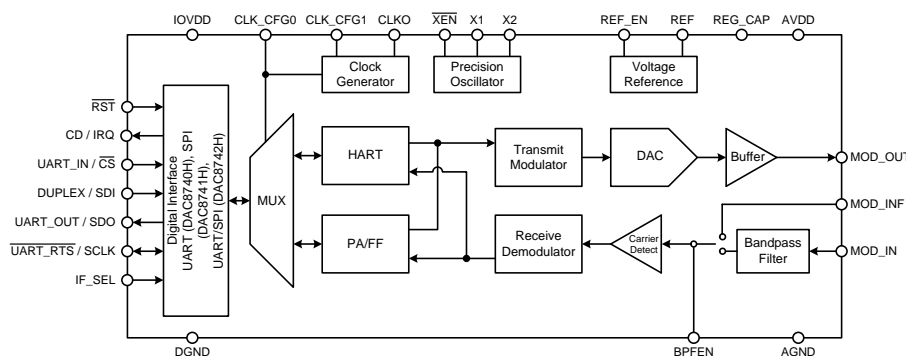 IOVDD
CLK_CFG0
CLK_CFG1
CLKO
XEN
X1
X2
REF_EN
REF
REG_CAP
AVDD
Clock
Generator
Precision
Oscillator
Voltage
Reference
RST
CD / IRQ
UART_IN / CS
DUPLEX / SDI
UART_OUT / SDO
UART_RTS / SCLK
IF_SEL
Digital Interface
UART (DAC8740H), SPI
(DAC8741H),
UART/SPI (DAC8742H)
MUX
HART
PA/FF
Transmit
Modulator
DAC
Buffer
Receive
Demodulator
Carrier
Detect
Bandpass
Filter
MOD_OUT
MOD_INF
MOD_IN
DGND
BPFEN
AGND